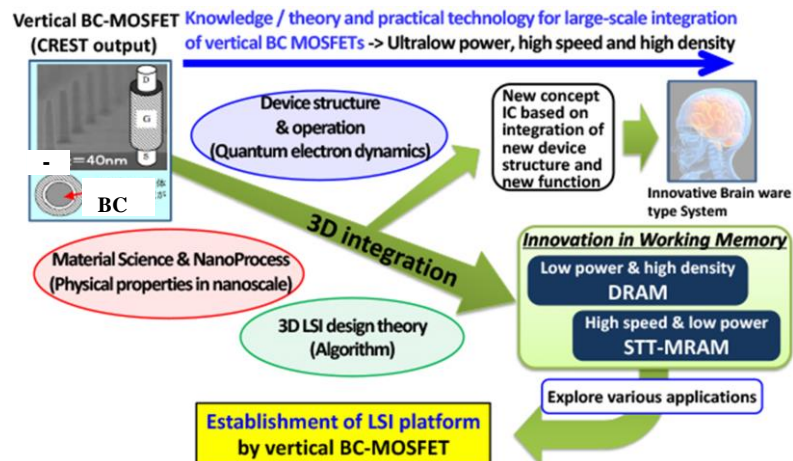 Vertical BC-MOSFET
(CREST output)
Knowledge / theory and practical technology for large-scale integration
of vertical BC MOSFETs -> Ultralow power, high speed and high density
D
G
S
-
=40nm
BC
体
が
Device structure
& operation
(Quantum electron dynamics)
New concept
IC based on
integration of
new device
structure and
new function
Innovative Brain ware
type System
3D integration
Material Science & NanoProcess
(Physical properties in nanoscale)
3D LSI design theory
(Algorithm)
Innovation in Working Memory
Low power & high density
DRAM
High speed & low power
STT-MRAM
Explore various applications
Establishment of LSI platform
by vertical BC-MOSFET